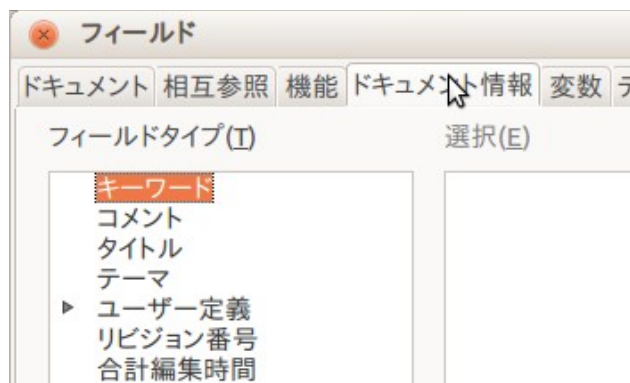 フィールド
ドキュメント 相互参照 機能 ドキュメント情報 変数
フィールドタイプ(T) 選択(E)
キーワード
コメント
タイトル
テーマ
ユーザー定義
リビジョン番号
合計編集時間